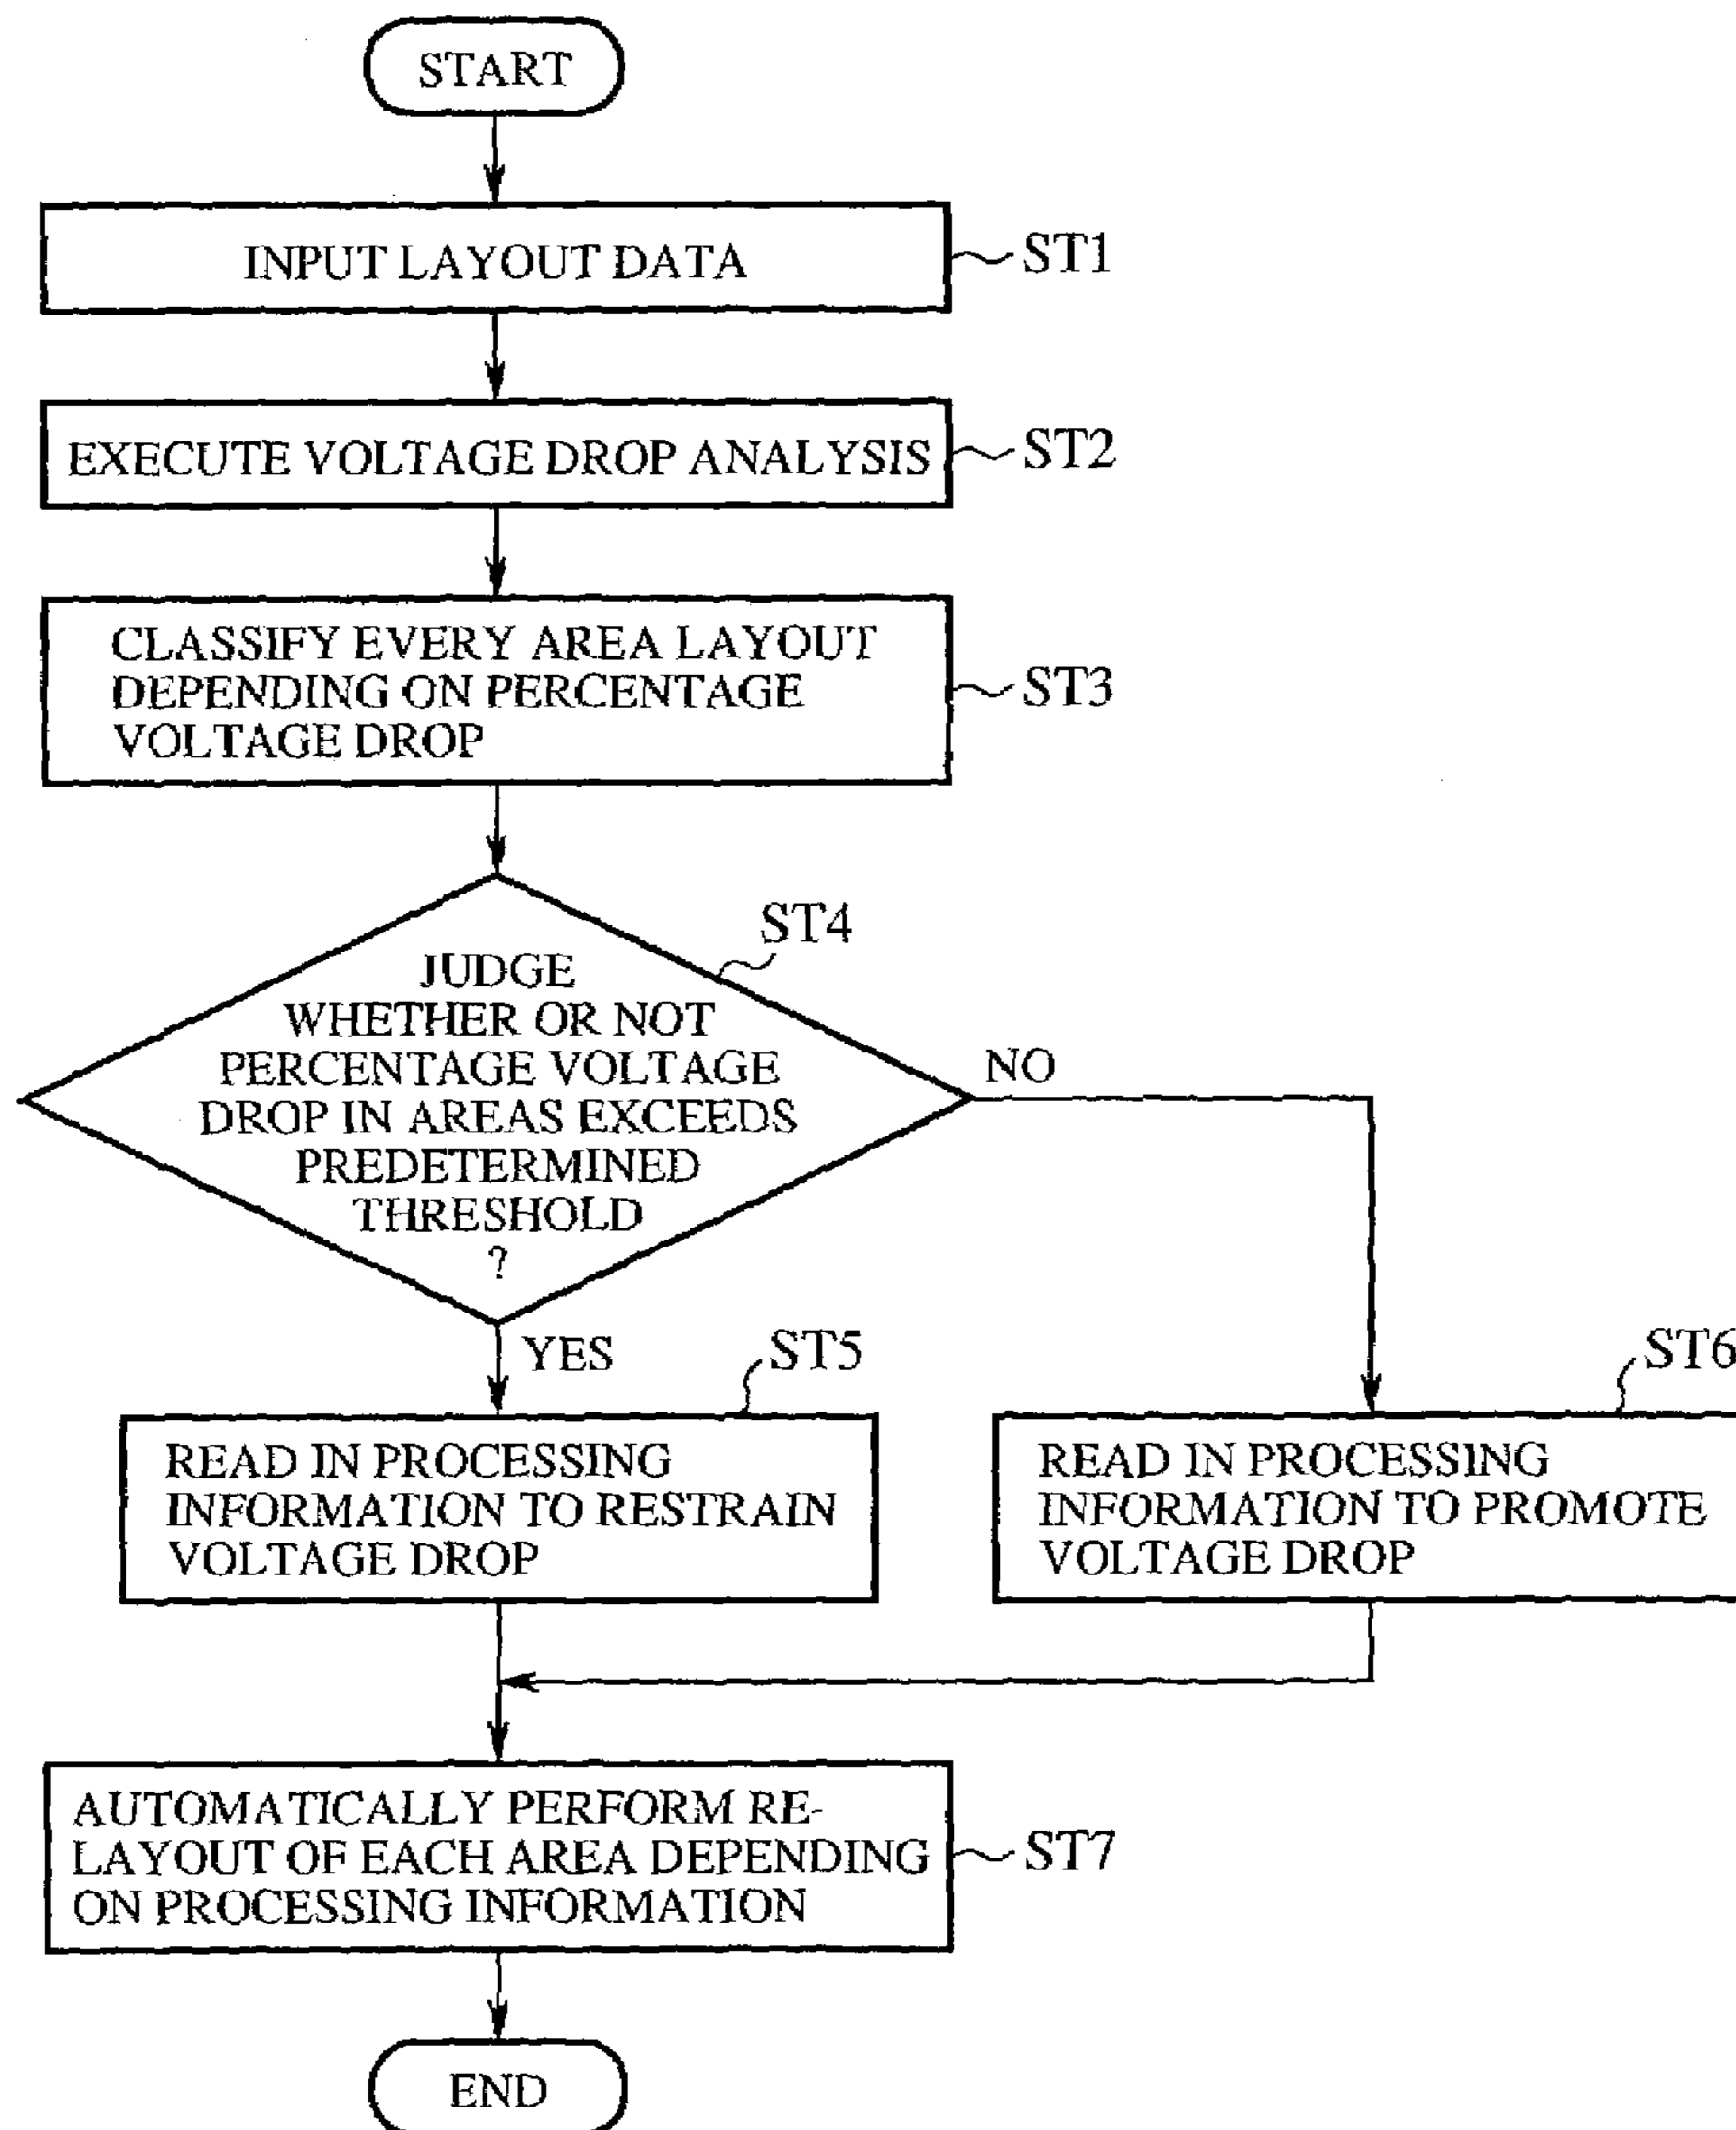 START
INPUT LAYOUT DATA
ST1
EXECUTE VOLTAGE DROP ANALYSIS
ST2
CLASSIFY EVERY AREA LAYOUT
DEPENDING ON PERCENTAGE
VOLTAGE DROP
ST3
ST4
JUDGE
WHETHER OR NOT
PERCENTAGE VOLTAGE
DROP IN AREAS EXCEEDS
PREDETERMINED
THRESHOLD
?
NO
YES
ST5
READ IN PROCESSING
INFORMATION TO RESTRAIN
VOLTAGE DROP
ST6
READ IN PROCESSING
INFORMATION TO PROMOTE
VOLTAGE DROP
AUTOMATICALLY PERFORM RE-
LAYOUT OF EACH AREA DEPENDING
ON PROCESSING INFORMATION
ST7
END